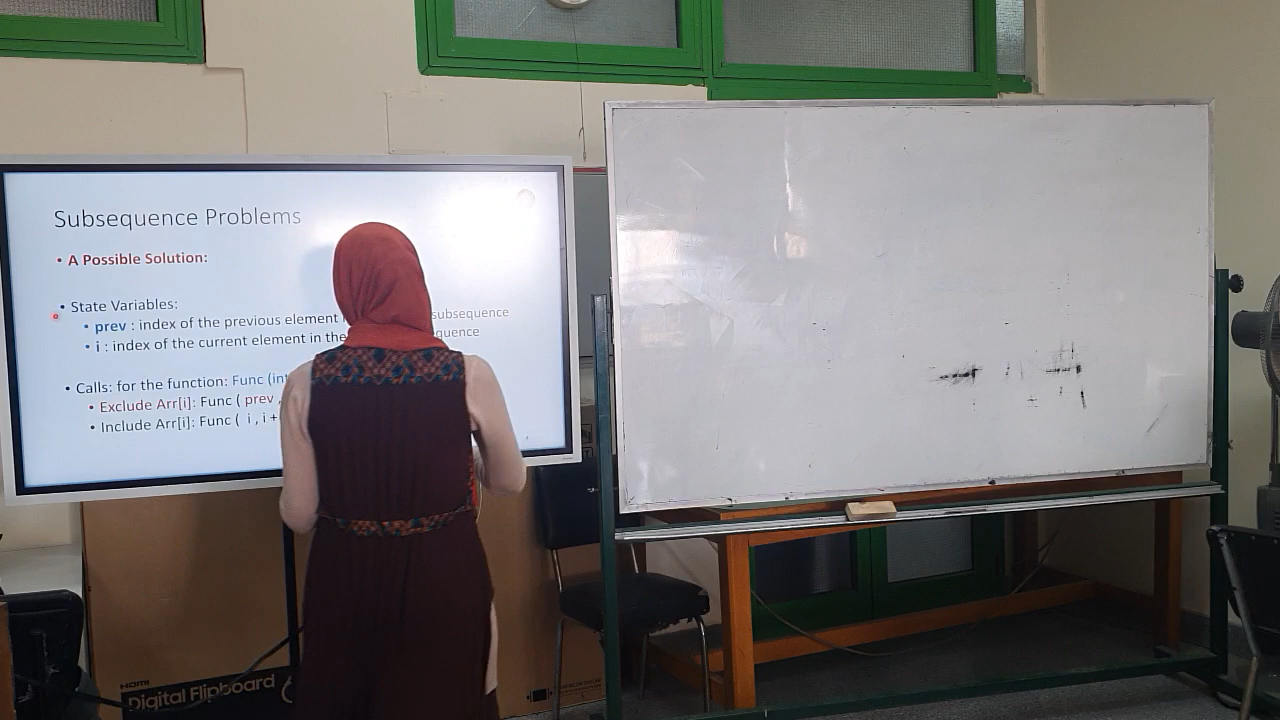 Subsequence Problems
• A Possible Solution:
• State Variables:
• prev : index of the previous element subsequence
• i : index of the current element in the
• Calls: for the function: Func (int
• Exclude Arr[i]: Func ( prev ,
• Include Arr[i]: Func ( i , i +
HDMI
Digital Flipboard